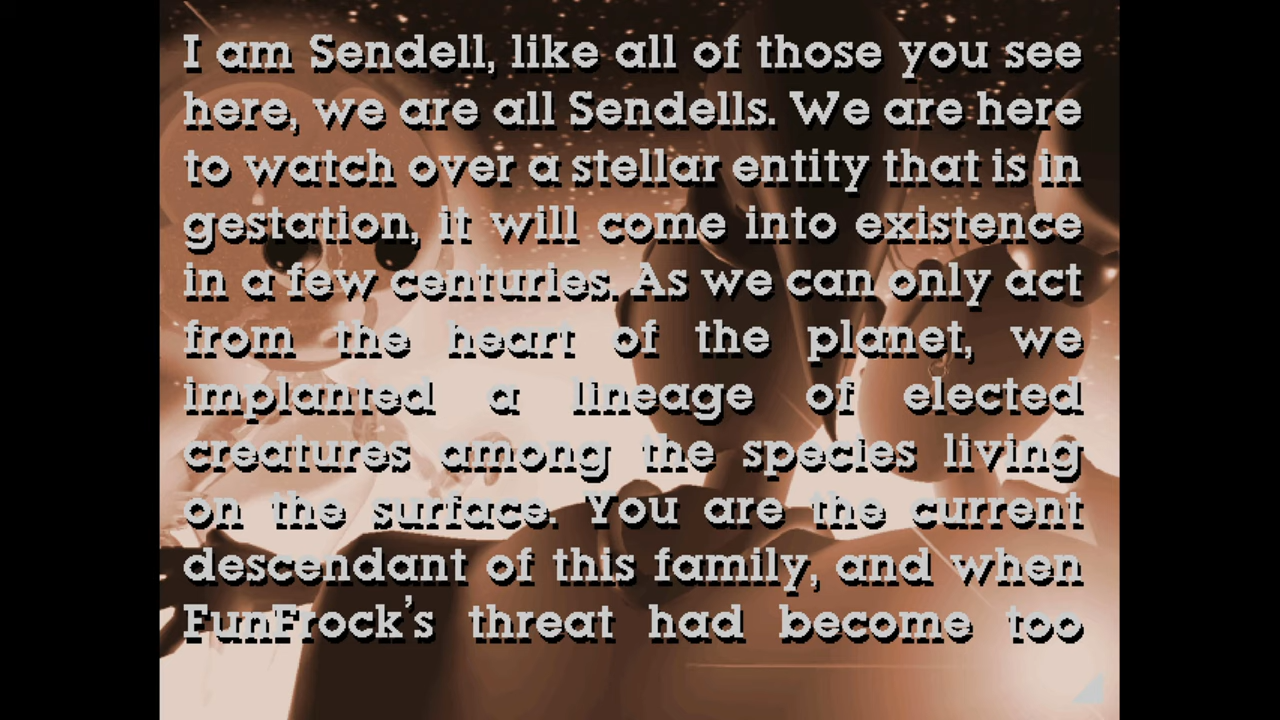 I am Sendell, like all of those you see
here, we are all Sendells. We are here
to watch over a stellar entity that is in
gestation, it will come into existence
in a few centuries. As we can only act
from the heart of the planet, we
implanted a lineage of elected
creatures among the species living
on the surface. You are the current
descendant of this family, and when
FunFrock's threat had become too